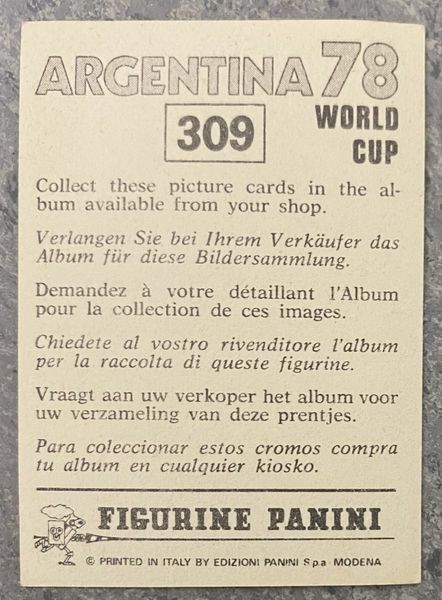 ARGENTINA 78
309 WORLD
CUP
Collect these picture cards in the al-
bum available from your shop.
Verlangen Sie bei Ihrem Verkäufer das
Album für diese Bildersammlung.
Demandez à votre détaillant l'Album
pour la collection de ces images.
Chiedete al vostro rivenditore l'album
per la raccolta di queste figurine.
Vraagt aan uw verkoper het album voor
uw verzameling van deze prentjes.
Para coleccionar estos cromos compra
tu album en cualquier kiosko.
FIGURINE PANINI
© PRINTED IN ITALY BY EDIZIONI PANINI S.p.a. MODENA